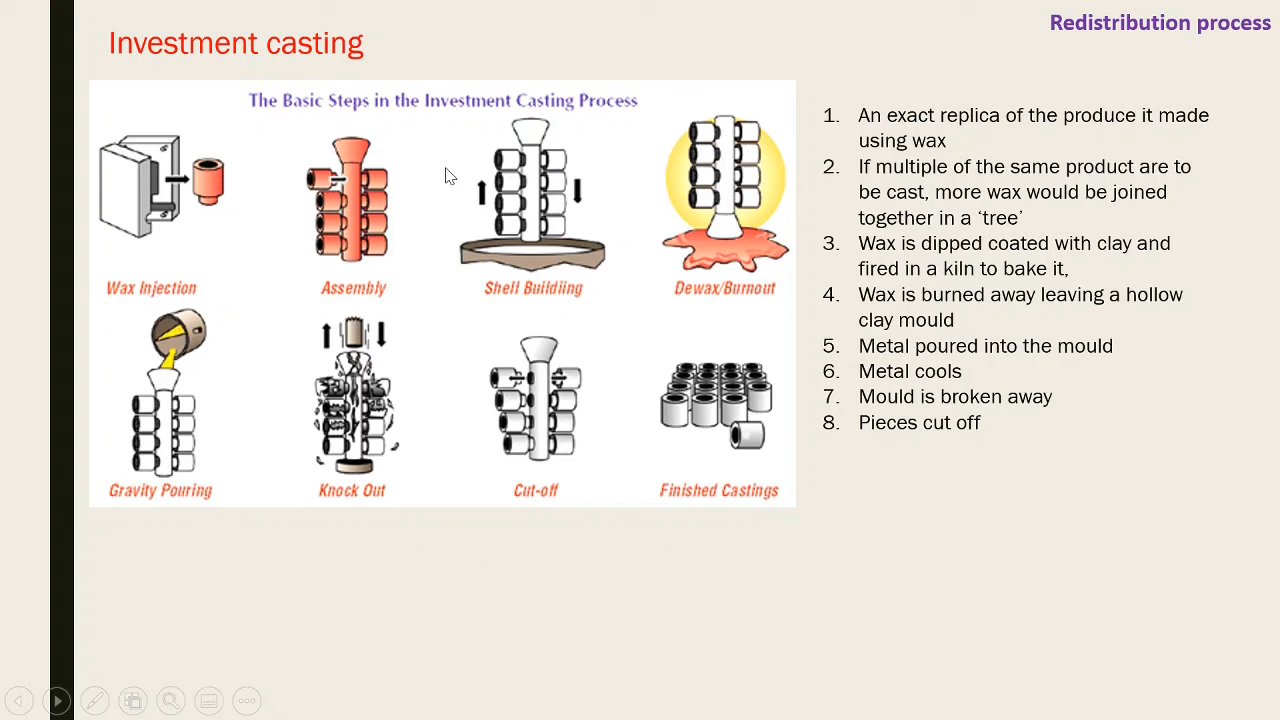 Redistribution process
Investment casting
The Basic Steps in the Investment Casting Process
Wax Injection
Assembly
Shell Buildiing
Dewax/Burnout
Gravity Pouring
Knock Out
Cut-off
Finished Castings
1. An exact replica of the produce it made
using wax
2. If multiple of the same product are to
be cast, more wax would be joined
together in a ‘tree’
3. Wax is dipped coated with clay and
fired in a kiln to bake it,
4. Wax is burned away leaving a hollow
clay mould
5. Metal poured into the mould
6. Metal cools
7. Mould is broken away
8. Pieces cut off